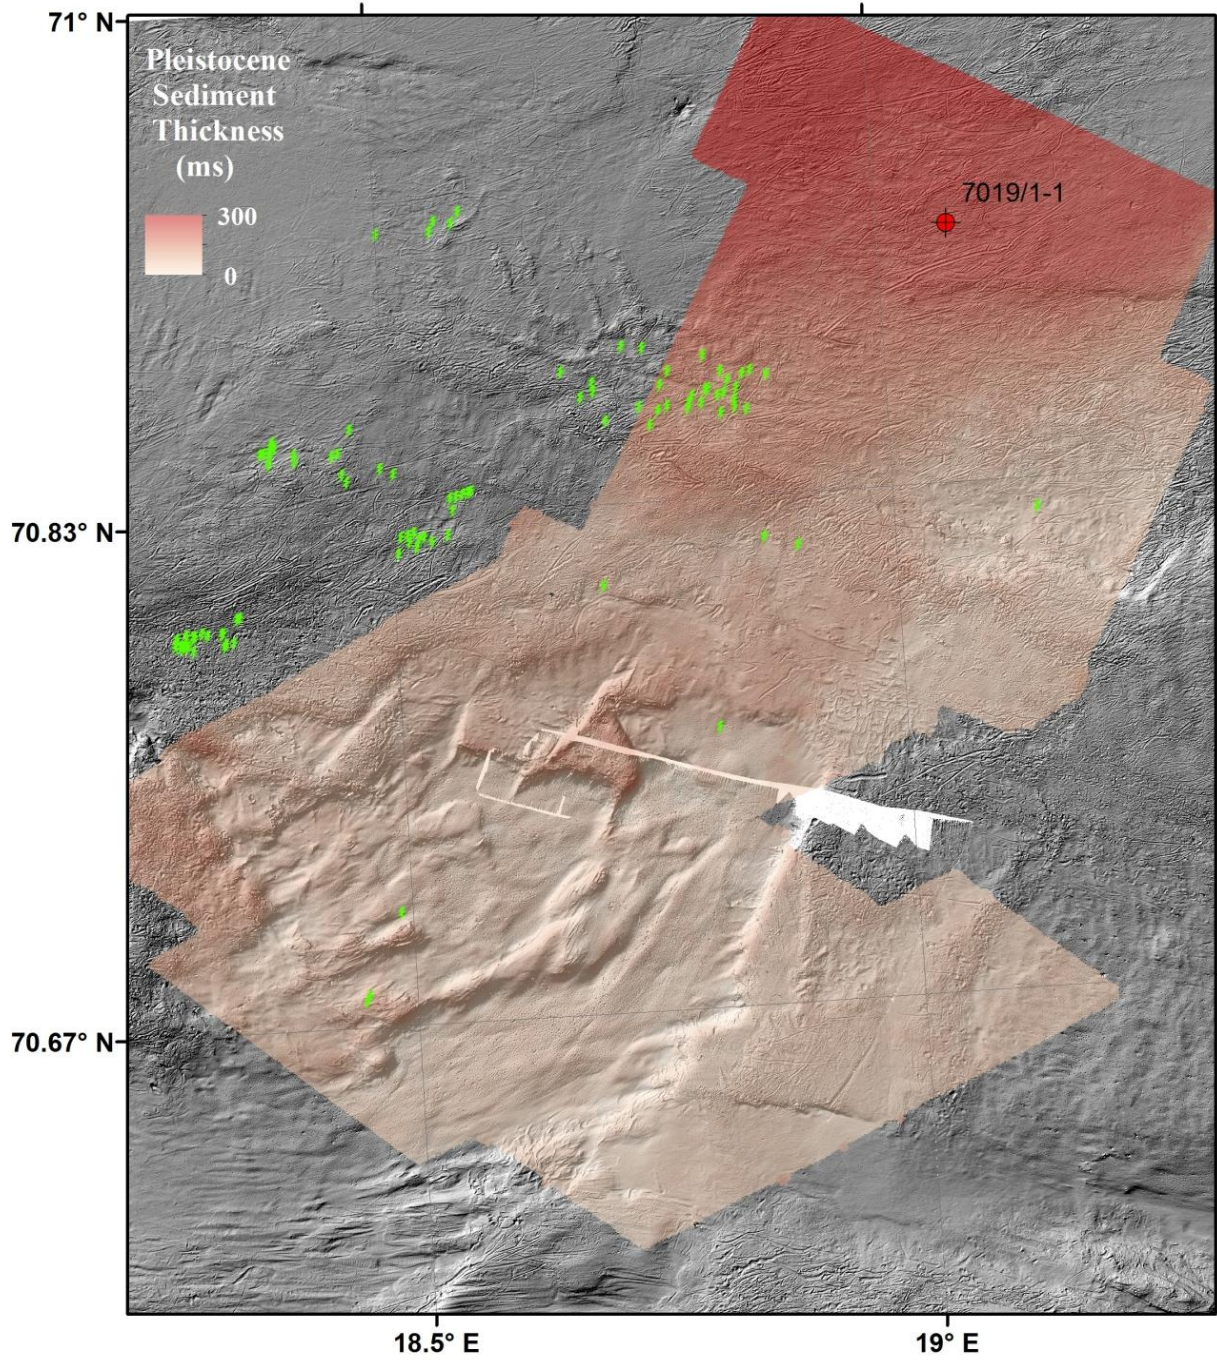 71° N
Pleistocene
Sediment
Thickness
(ms)
300
0
7019/1-1
70.83° N
70.67° N
18.5° E
19° E